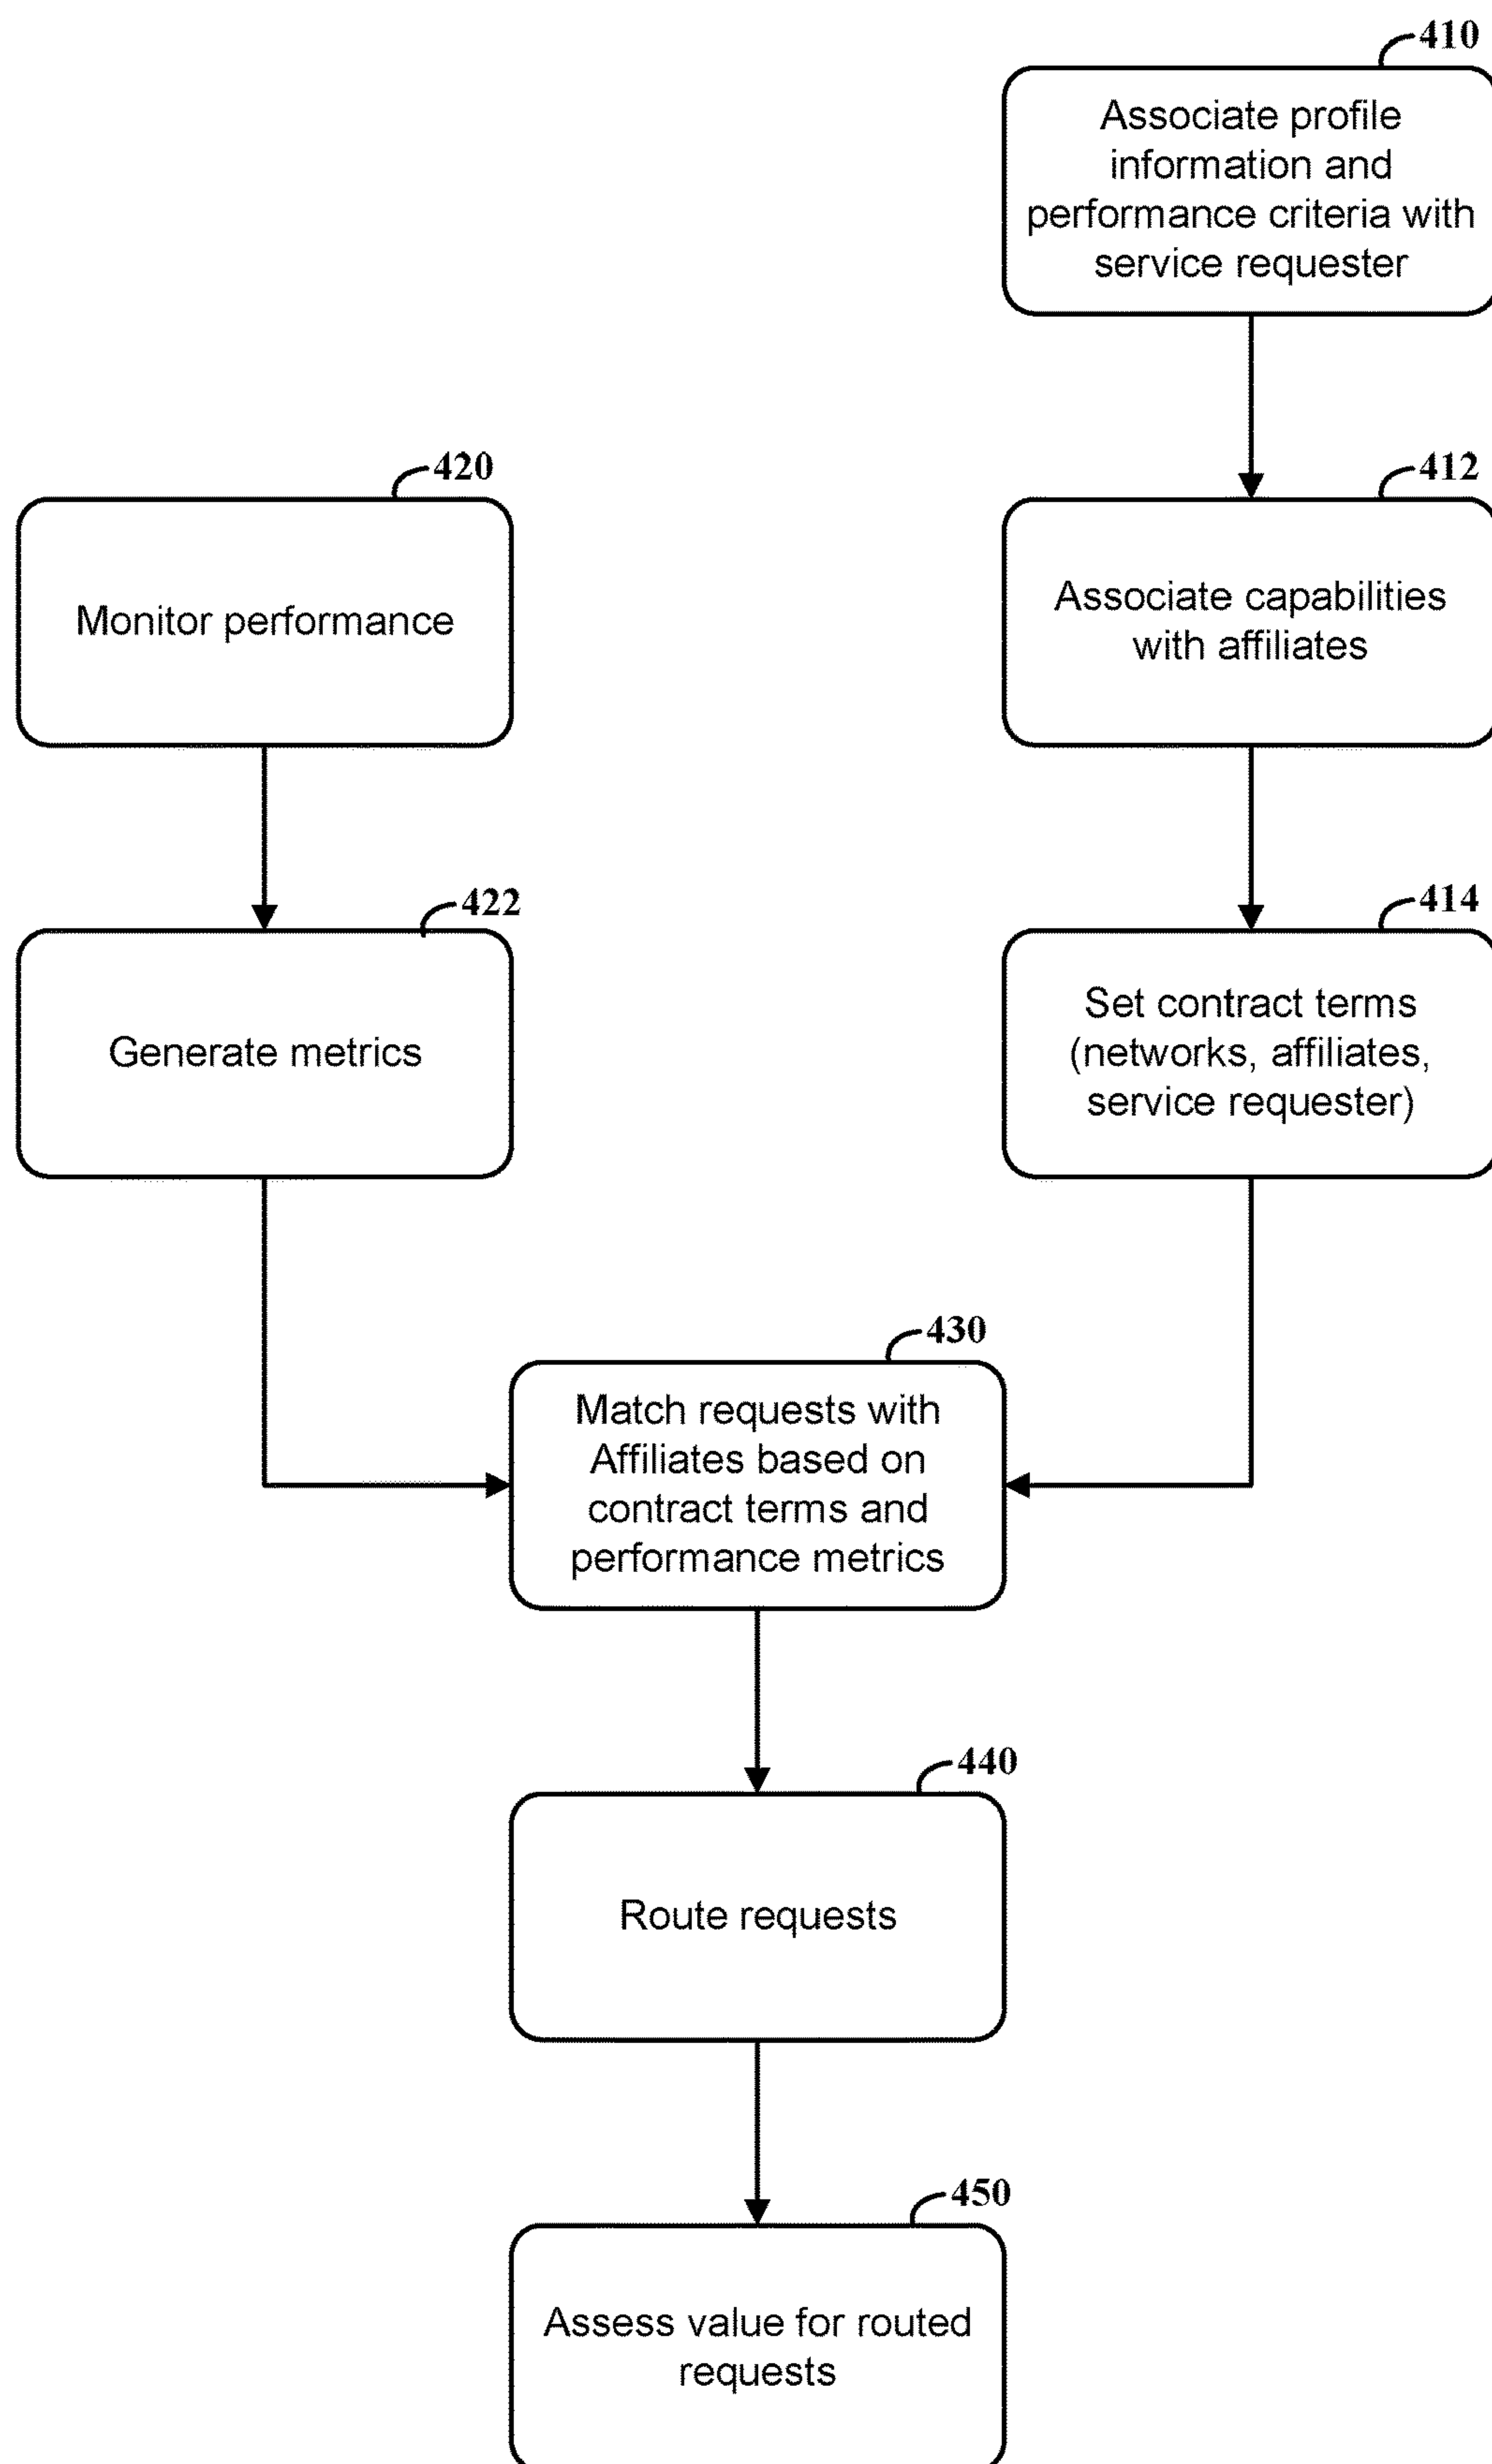 410
Associate profile
information and
performance criteria with
service requester
420
Monitor performance
412
Associate capabilities
with affiliates
422
Generate metrics
414
Set contract terms
(networks, affiliates,
service requester)
430
Match requests with
Affiliates based on
contract terms and
performance metrics
440
Route requests
450
Assess value for routed
requests